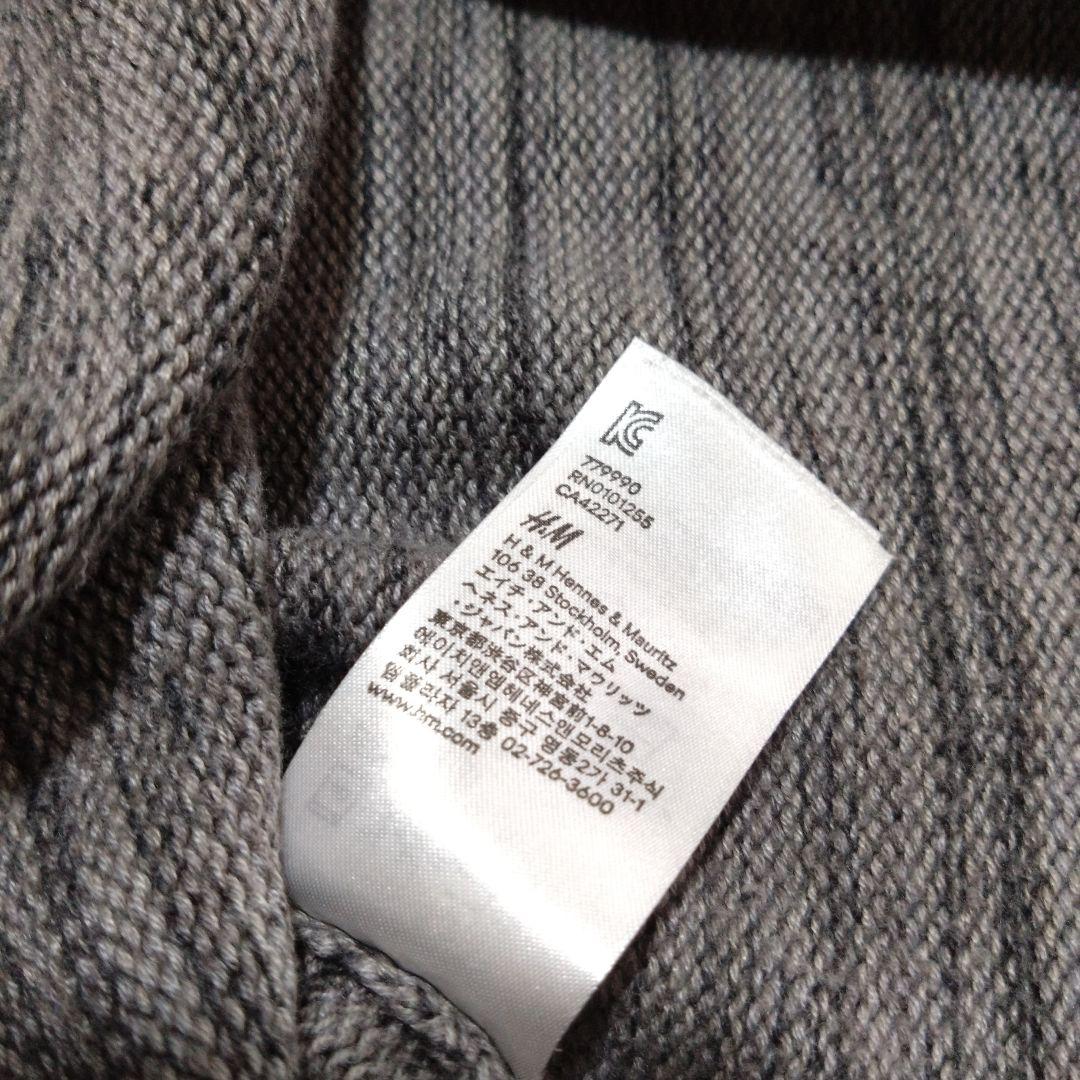 KC
779990
RN0101255
CA42271
H&M
H & M Hennes & Mauritz
106 38 Stockholm, Sweden
エイチ・アンド・エム
ヘネス・アンド・マウリッツ
・ジャパン株式会社
東京都渋谷区神宮前1-8-10
에이치앤엠헤네스앤모리츠주식
회사 서울시 중구 명동2가 31-1
엠플라자 13층 02-726-3600
www.hm.com